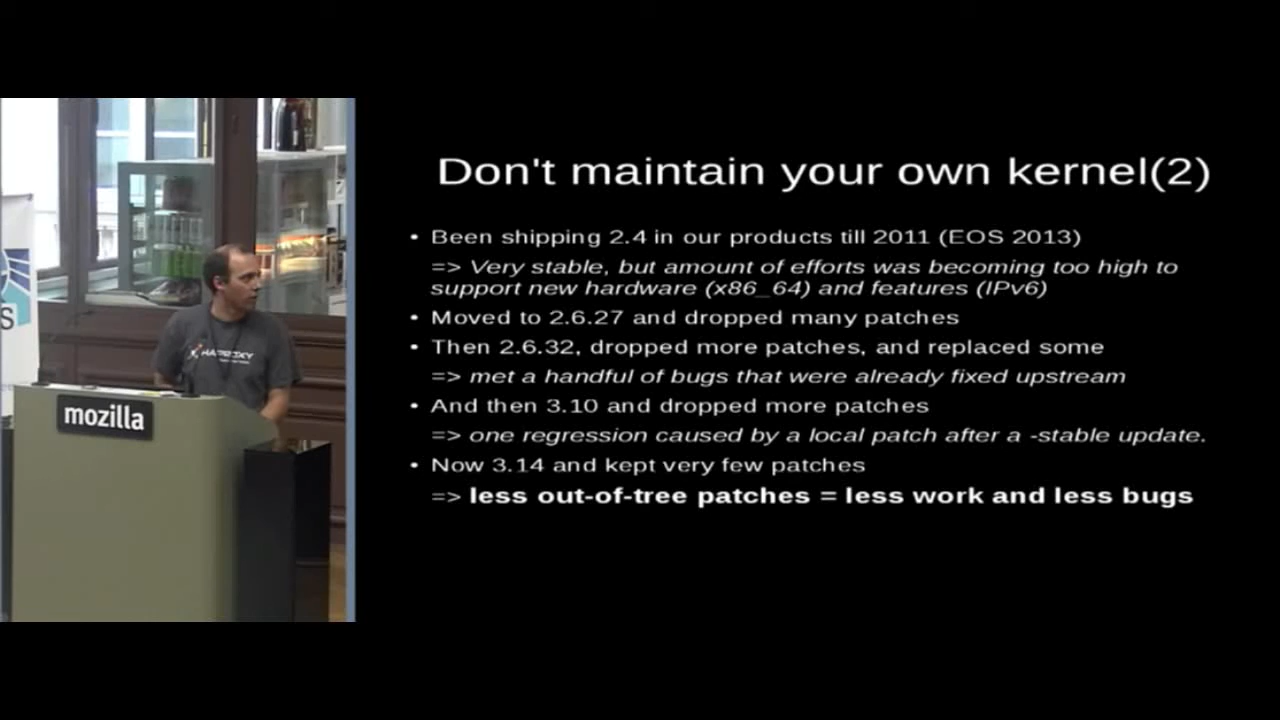 Don't maintain your own kernel(2)
• Been shipping 2.4 in our products till 2011 (EOS 2013)
=> Very stable, but amount of efforts was becoming too high to
support new hardware (x86_64) and features (IPv6)
• Moved to 2.6.27 and dropped many patches
• Then 2.6.32, dropped more patches, and replaced some
=> met a handful of bugs that were already fixed upstream
• And then 3.10 and dropped more patches
=> one regression caused by a local patch after a -stable update.
• Now 3.14 and kept very few patches
=> less out-of-tree patches = less work and less bugs
S
HAPROXY
mozilla